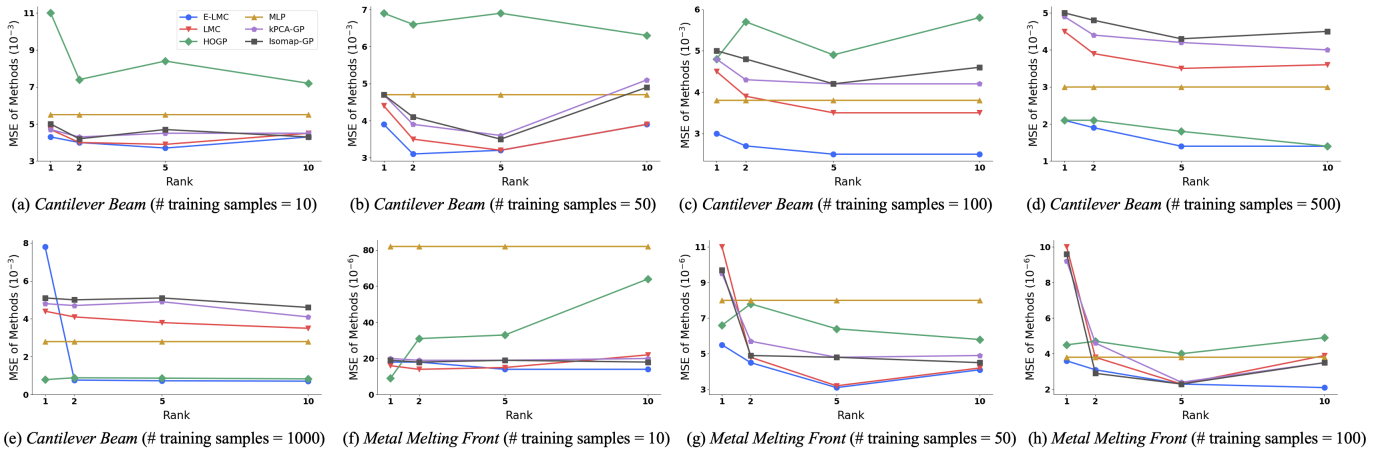 MSE of Methods (10⁻³)
11
9
7
5
3
1
2
5
10
Rank
E-LMC
LMC
HOGP
MLP
kPCA-GP
Isomap-GP
(a) Cantilever Beam (# training samples = 10)
MSE of Methods (10⁻³)
7
6
5
4
3
1
2
5
10
Rank
(b) Cantilever Beam (# training samples = 50)
MSE of Methods (10⁻³)
6
5
4
3
1
2
5
10
Rank
(c) Cantilever Beam (# training samples = 100)
MSE of Methods (10⁻³)
5
4
3
2
1
1
2
5
10
Rank
(d) Cantilever Beam (# training samples = 500)
MSE of Methods (10⁻³)
8
6
4
2
0
1
2
5
10
Rank
(e) Cantilever Beam (# training samples = 1000)
MSE of Methods (10⁻⁶)
80
60
40
20
0
1
2
5
10
Rank
(f) Metal Melting Front (# training samples = 10)
MSE of Methods (10⁻⁶)
11
9
7
5
3
1
2
5
10
Rank
(g) Metal Melting Front (# training samples = 50)
MSE of Methods (10⁻⁶)
10
8
6
4
2
1
2
5
10
Rank
(h) Metal Melting Front (# training samples = 100)